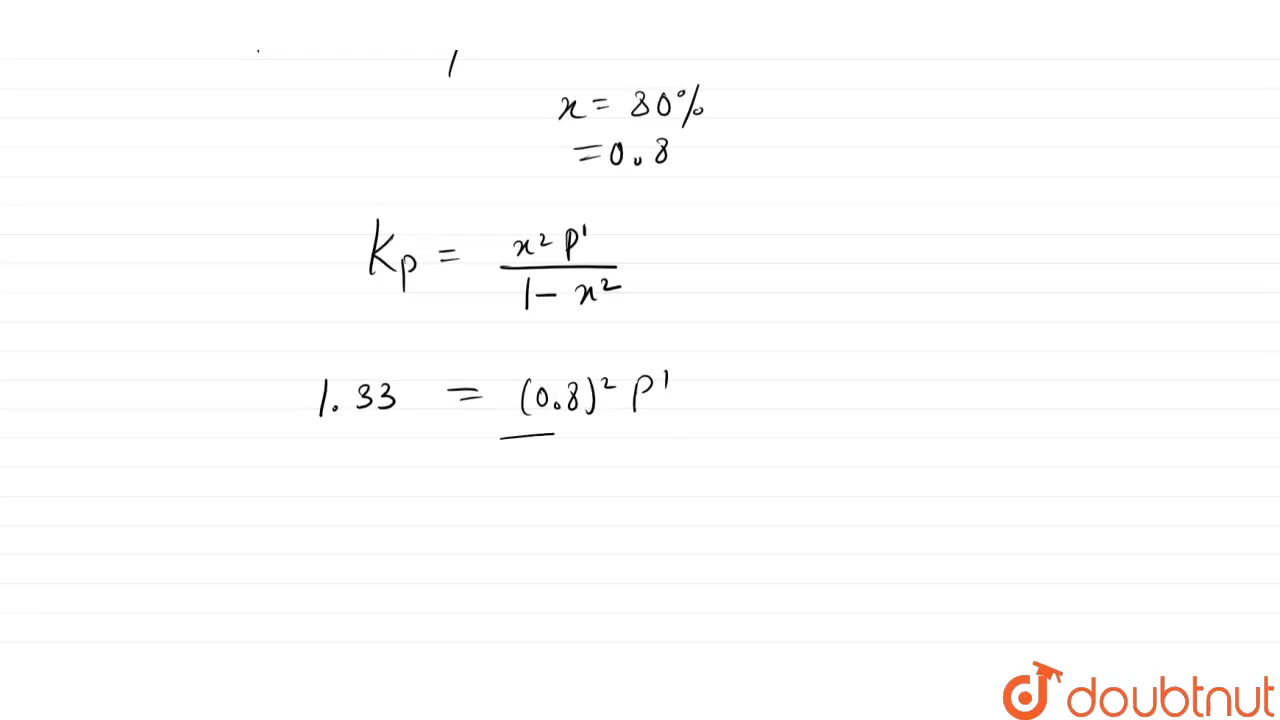 x = 80%
= 0.8
Kp = x² p'
1 - x²
1.33 = (0.8)² p'
doubtnut